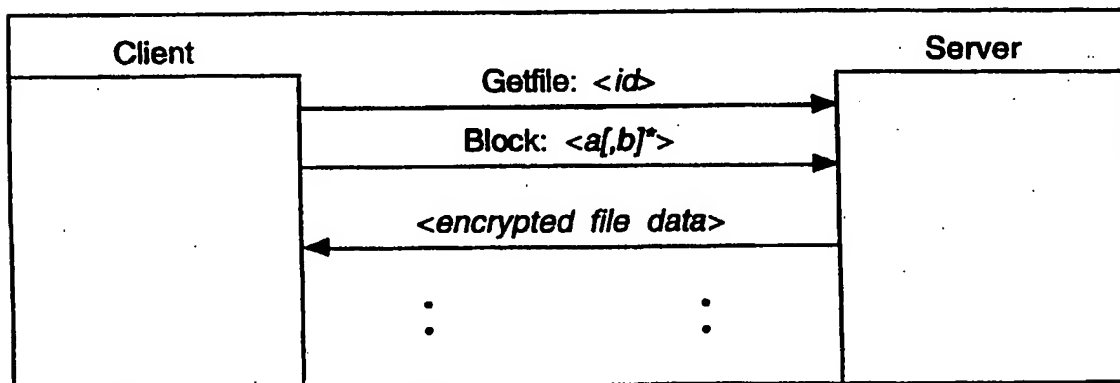 Client
Server
Getfile: <id>
Block: <a[,b]*>
<encrypted file data>